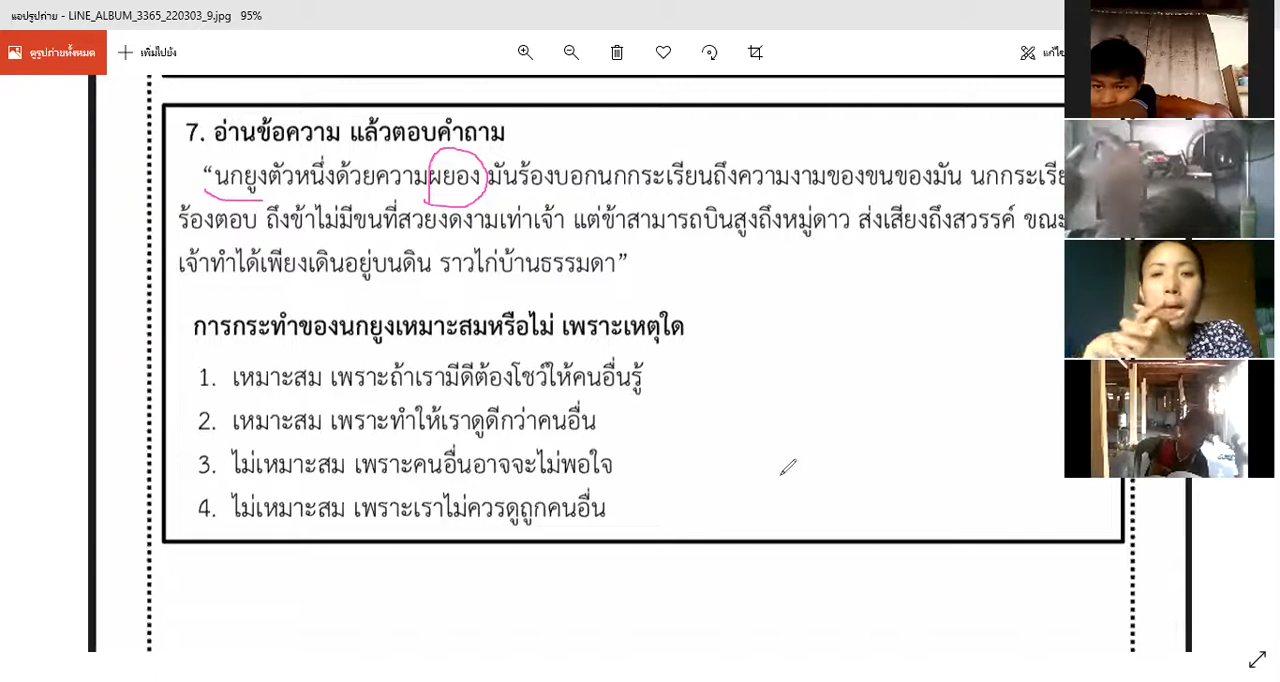 แอปรูปถ่าย - LINE_ALBUM_3365_220303_9.jpg 95%
ดูรูปถ่ายทั้งหมด
เพิ่มไปยัง
แก้ไข
7. อ่านข้อความ แล้วตอบคำถาม
“นกยูงตัวหนึ่งด้วยความผยอง มันร้องบอกนกกระเรียนถึงความงามของขนของมัน นกกระเรี
ร้องตอบ ถึงข้าไม่มีขนที่สวยงดงามเท่าเจ้า แต่ข้าสามารถบินสูงถึงหมู่ดาว ส่งเสียงถึงสวรรค์ ขณะ
เจ้าทำได้เพียงเดินอยู่บนดิน ราวไก่บ้านธรรมดา”
การกระทำของนกยูงเหมาะสมหรือไม่ เพราะเหตุใด
1. เหมาะสม เพราะถ้าเรามีดีต้องโชว์ให้คนอื่นรู้
2. เหมาะสม เพราะทำให้เราดูดีกว่าคนอื่น
3. ไม่เหมาะสม เพราะคนอื่นอาจจะไม่พอใจ
4. ไม่เหมาะสม เพราะเราไม่ควรดูถูกคนอื่น